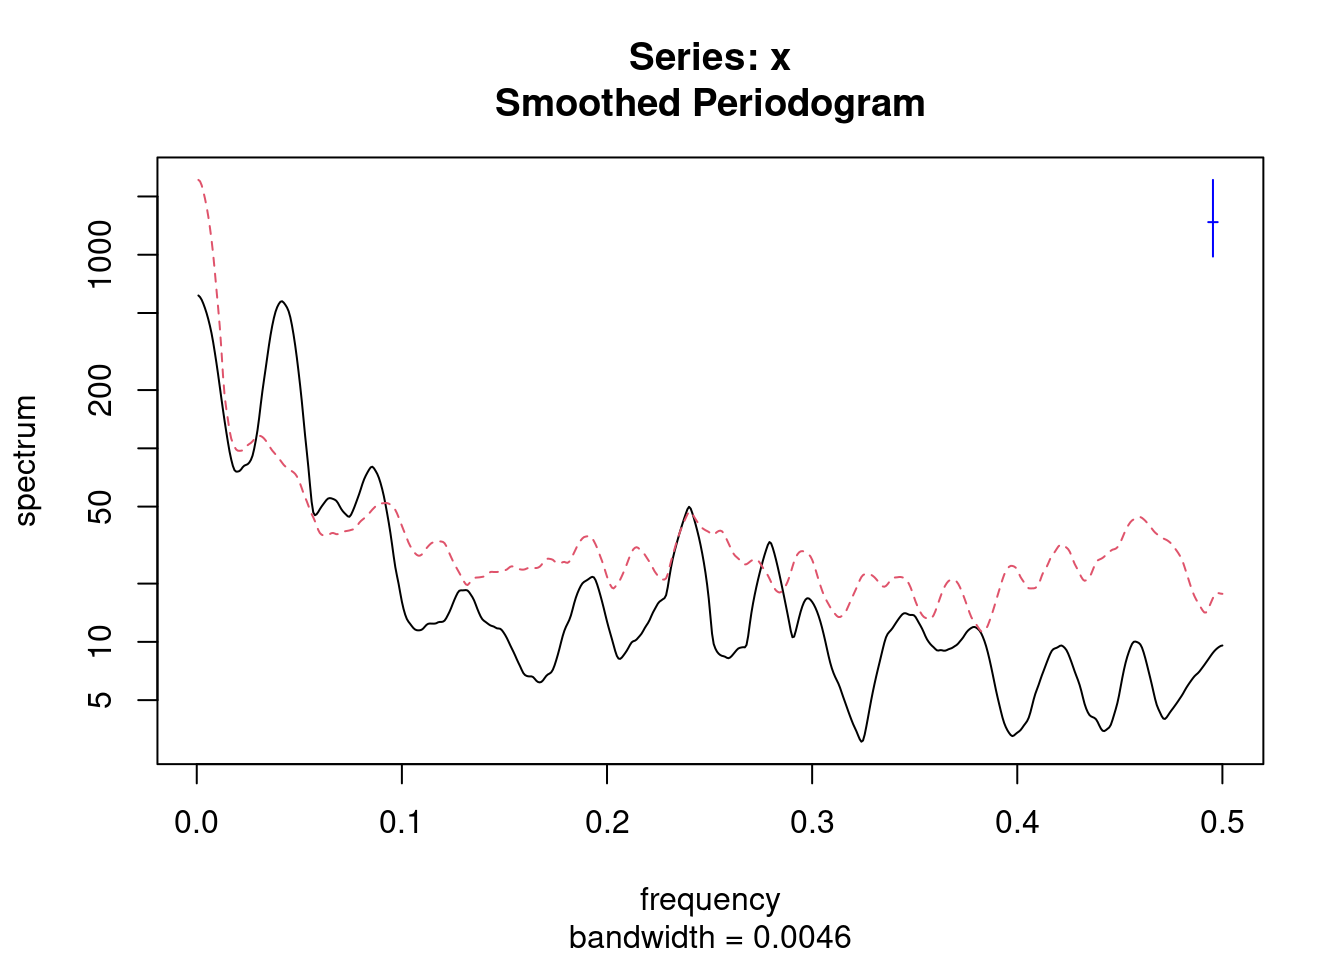 Series: x
Smoothed Periodogram
spectrum
1000
200
50
10
5
0.0 0.1 0.2 0.3 0.4 0.5
frequency
bandwidth = 0.0046